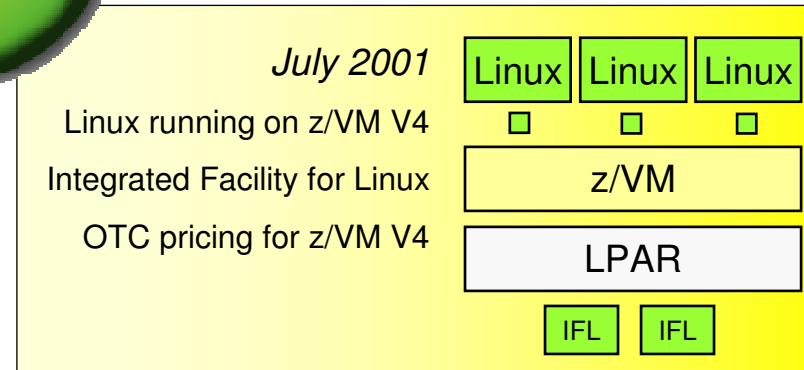 July 2001
Linux running on z/VM V4
Integrated Facility for Linux
OTC pricing for z/VM V4
Linux Linux Linux
z/VM
LPAR
IFL IFL